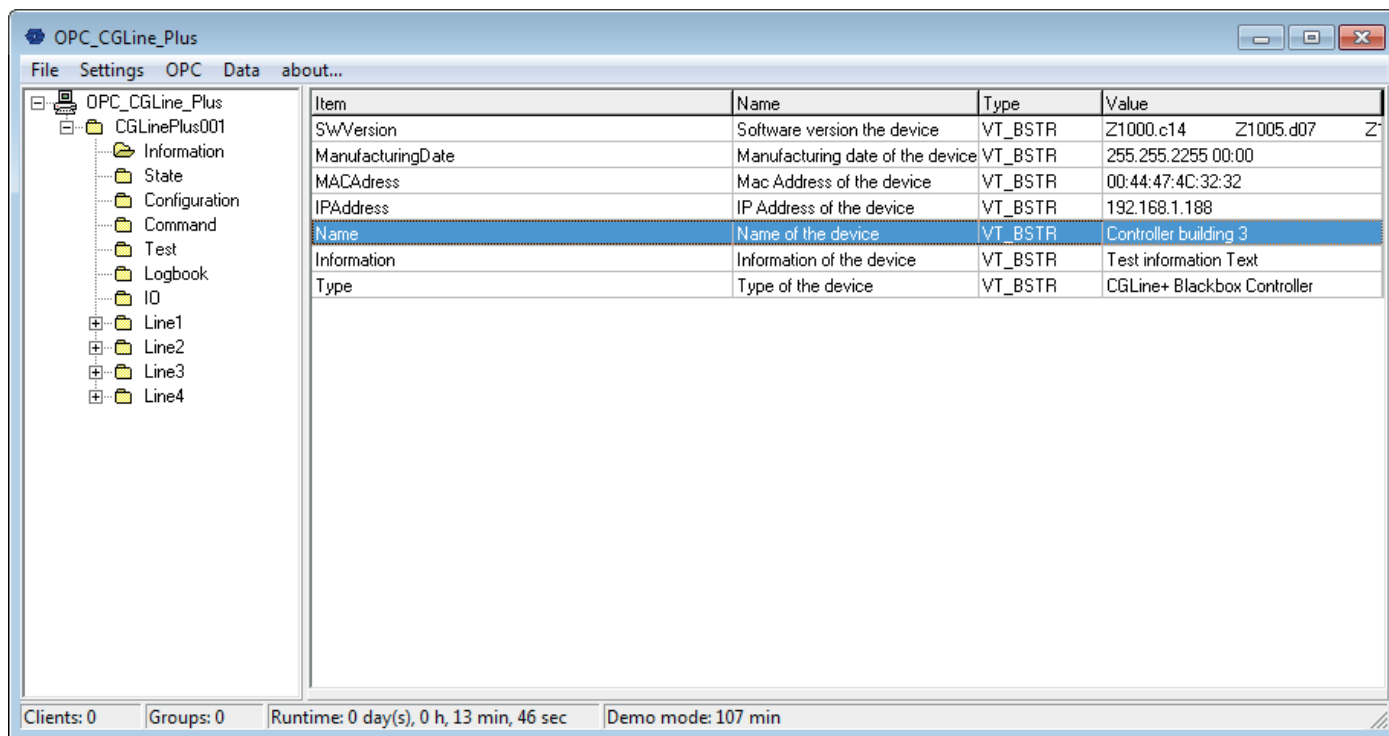 OPC_CGLine_Plus
File Settings OPC Data about...
OPC_CGLine_Plus
CGLinePlus001
Information
State
Configuration
Command
Test
Logbook
IO
Line1
Line2
Line3
Line4
Item Name Type Value
SWVersion Software version the device VT_BSTR Z1000.c14 Z1005.d07
ManufacturingDate Manufacturing date of the device VT_BSTR 255.255.2255 00:00
MACAdress Mac Address of the device VT_BSTR 00:44:47:4C:32:32
IPAddress IP Address of the device VT_BSTR 192.168.1.188
Name Name of the device VT_BSTR Controller building 3
Information Information of the device VT_BSTR Test information Text
Type Type of the device VT_BSTR CGLine+ Blackbox Controller
Clients: 0 Groups: 0 Runtime: 0 day(s), 0 h, 13 min, 46 sec Demo mode: 107 min